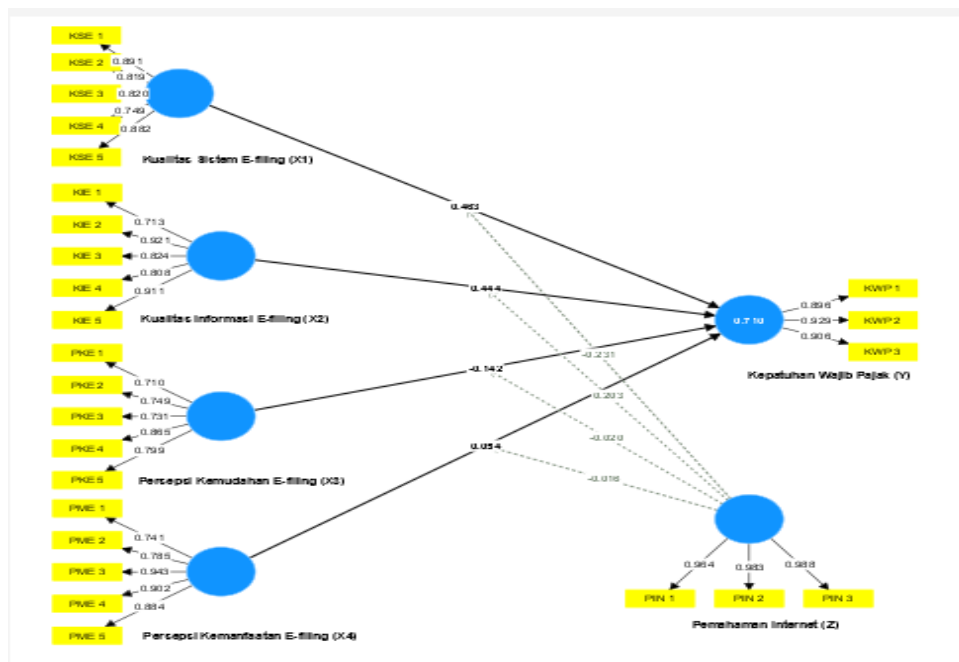 KSE 1
KSE 2
KSE 3
KSE 4
KSE 5
0.891
0.819
0.820
0.749
0.882
Kualitas Sistem E-filing (X1)
KIE 1
KIE 2
KIE 3
KIE 4
KIE 5
0.713
0.921
0.824
0.808
0.911
Kualitas Informasi E-filing (X2)
PKE 1
PKE 2
PKE 3
PKE 4
PKE 5
0.710
0.749
0.731
0.865
0.799
Persepsi Kemudahan E-filing (X3)
PME 1
PME 2
PME 3
PME 4
PME 5
0.741
0.785
0.943
0.902
0.884
Persepsi Kemanfaatan E-filing (X4)
0.463
0.444
-0.142
0.054
-0.231
0.203
-0.020
-0.016
0.710
0.896
0.929
0.906
KWP 1
KWP 2
KWP 3
Kepatuhan Wajib Pajak (Y)
0.983
PIN 1
PIN 2
PIN 3
Pemahaman Internet (Z)